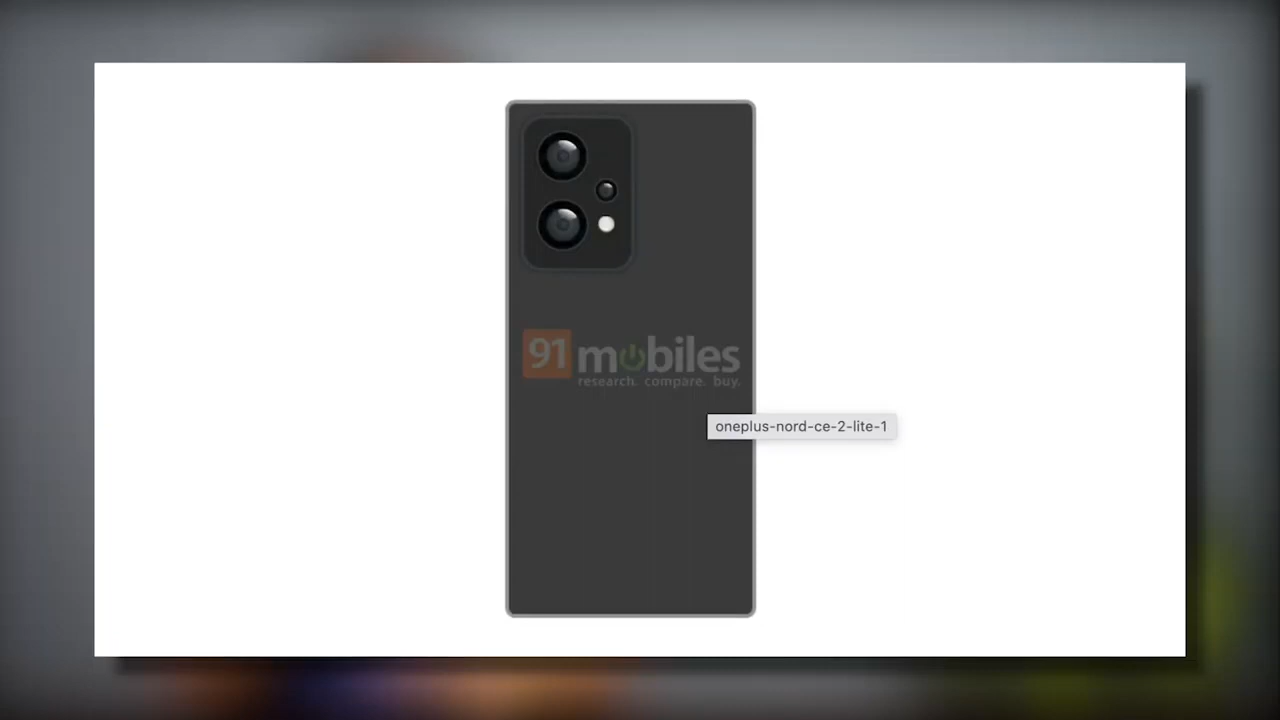 91mobiles
research. compare. buy.
oneplus-nord-ce-2-lite-1